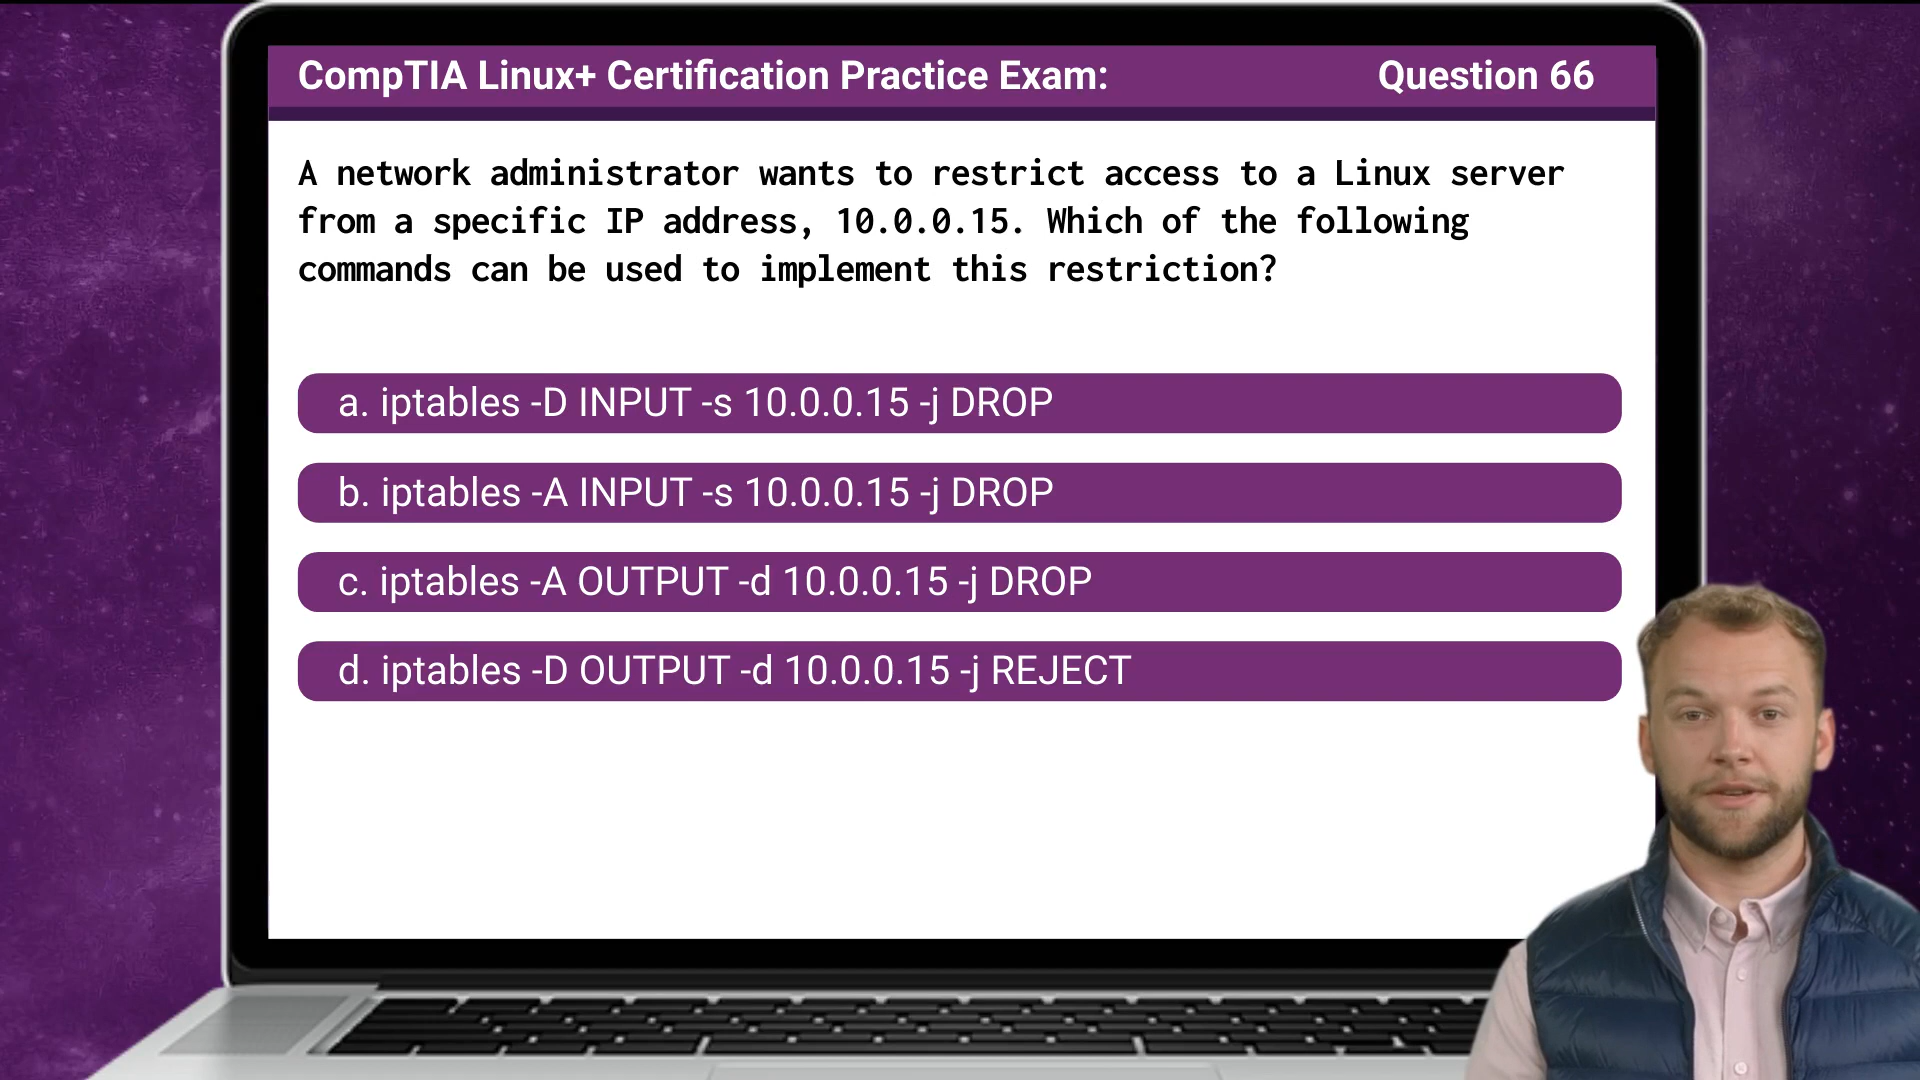 CompTIA Linux+ Certification Practice Exam: Question 66
A network administrator wants to restrict access to a Linux server
from a specific IP address, 10.0.0.15. Which of the following
commands can be used to implement this restriction?
a. iptables -D INPUT -s 10.0.0.15 -j DROP
b. iptables -A INPUT -s 10.0.0.15 -j DROP
c. iptables -A OUTPUT -d 10.0.0.15 -j DROP
d. iptables -D OUTPUT -d 10.0.0.15 -j REJECT